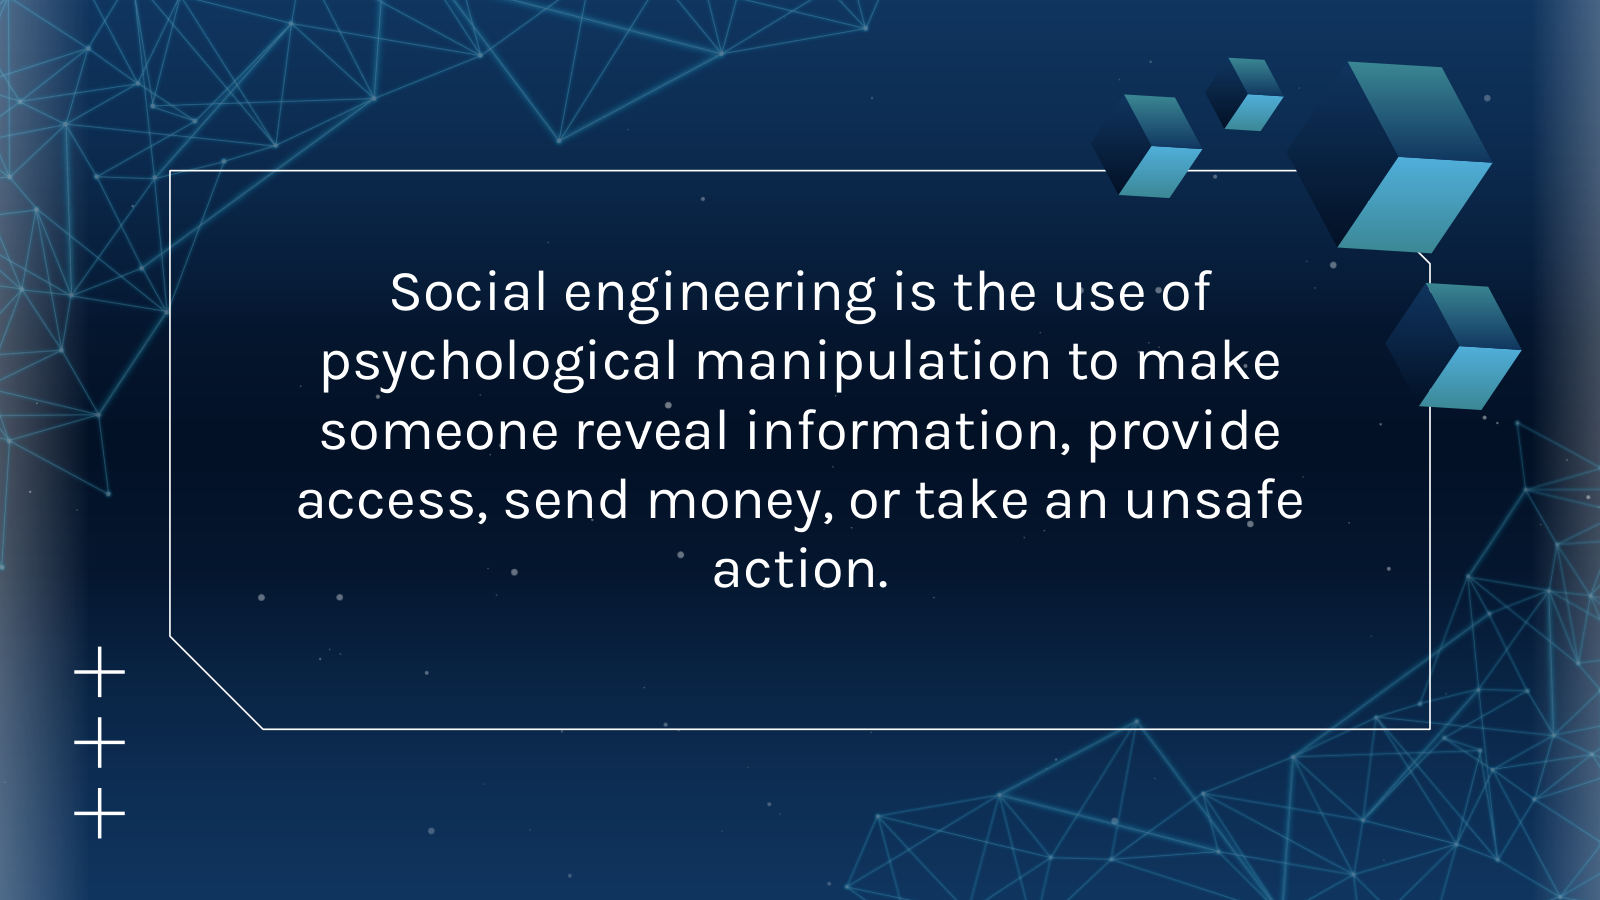 Social engineering is the use of
psychological manipulation to make
someone reveal information, provide
access, send money, or take an unsafe
action.